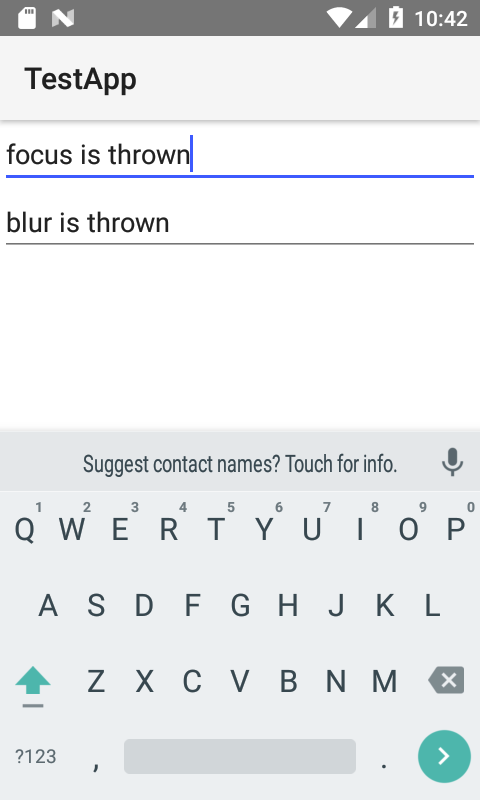 10:42
TestApp
focus is thrown
blur is thrown
Suggest contact names? Touch for info.
1 2 3 4 5 6 7 8 9 0
Q W E R T Y U I O P
A S D F G H J K L
Z X C V B N M
?123 , .